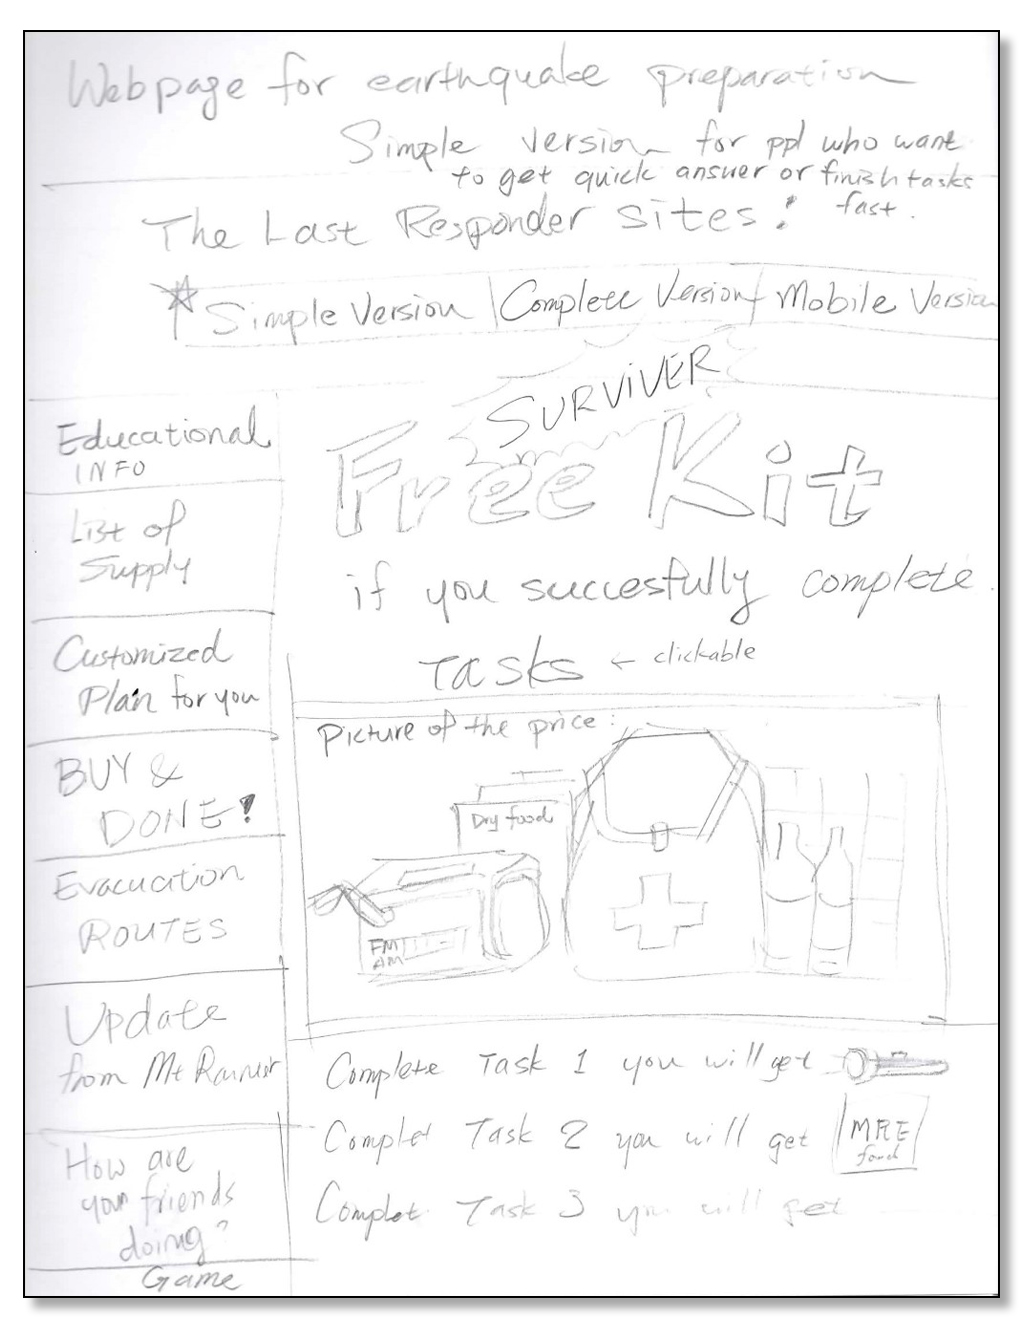 Webpage for earthquake preparation
Simple version for ppl who want
to get quick answer or finish tasks
fast.
The Last Responder sites:
Simple Version | Complete Version | Mobile Version
SURVIVER
Free Kit
if you succesfully complete
Tasks ← clickable
Educational
INFO
List of
Supply
Customized
Plan for you
BUY &
DONE!
Evacuation
ROUTES
Update
from Mt Rainier
How are
your friends
doing?
Game
Picture of the price:
Dry food
FM
AM
Complete Task 1 you will get
Complet Task 2 you will get
MRE
food
Complet Task 3 you will get